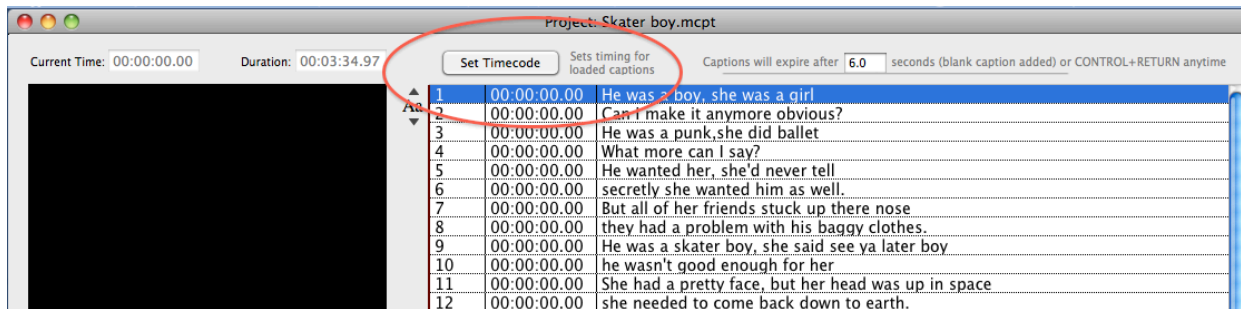 Project: Skater boy.mcpt
Current Time: 00:00:00.00 Duration: 00:03:34.97 Set Timecode Sets timing for loaded captions Captions will expire after 6.0 seconds (blank caption added) or CONTROL+RETURN anytime
Aa
1 00:00:00.00 He was a boy, she was a girl
2 00:00:00.00 Can I make it anymore obvious?
3 00:00:00.00 He was a punk,she did ballet
4 00:00:00.00 What more can I say?
5 00:00:00.00 He wanted her, she'd never tell
6 00:00:00.00 secretly she wanted him as well.
7 00:00:00.00 But all of her friends stuck up there nose
8 00:00:00.00 they had a problem with his baggy clothes.
9 00:00:00.00 He was a skater boy, she said see ya later boy
10 00:00:00.00 he wasn't good enough for her
11 00:00:00.00 She had a pretty face, but her head was up in space
12 00:00:00.00 she needed to come back down to earth.